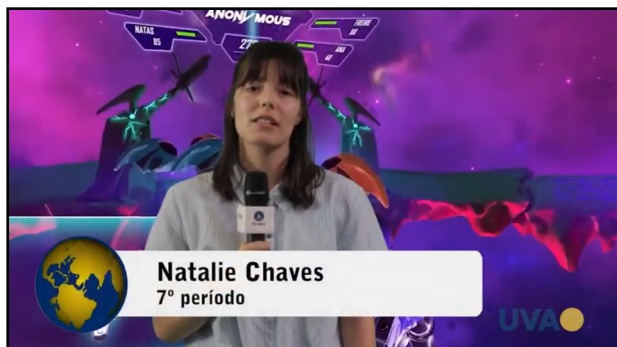 ANONYMOUS
NATAS
85
FREIRE
ANA
Natalie Chaves
7º período
UVA